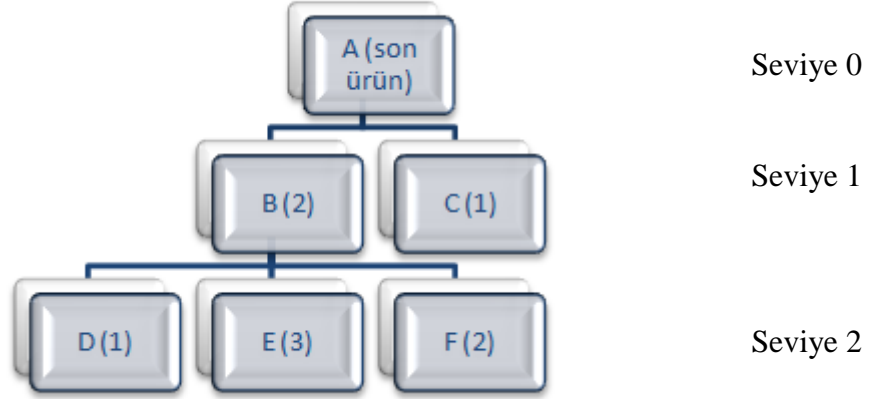 A (son
ürün)
Seviye 0
B (2)
C (1)
Seviye 1
D (1)
E (3)
F (2)
Seviye 2